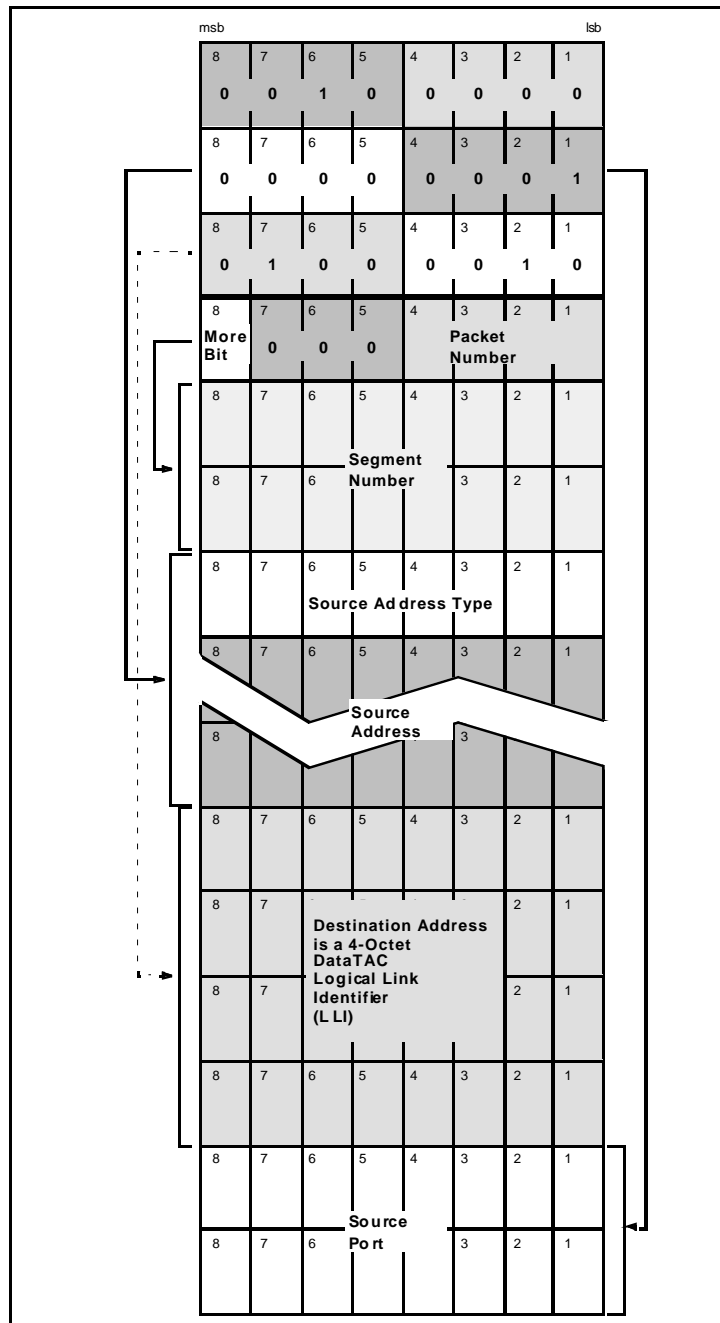 msb lsb
8 7 6 5 4 3 2 1
0 0 1 0 0 0 0 0
8 7 6 5 4 3 2 1
0 0 0 0 0 0 0 1
8 7 6 5 4 3 2 1
0 1 0 0 0 0 1 0
8 7 6 5 4 3 2 1
More
Bit
0 0 0
Packet
Number
8 7 6 5 4 3 2 1
Segment
Number
8 7 6 3 2 1
8 7 6 5 4 3 2 1
Source Address Type
8 7 6 5 4 3 2 1
Source
Address
8 3 2 1
8 7 6 5 4 3 2 1
8 7 2 1
Destination Address
is a 4-Octet
DataTAC
Logical Link
Identifier
(LLI)
8 7 2 1
8 7 6 5 4 3 2 1
8 7 6 5 4 3 2 1
Source
Port
8 7 6 3 2 1